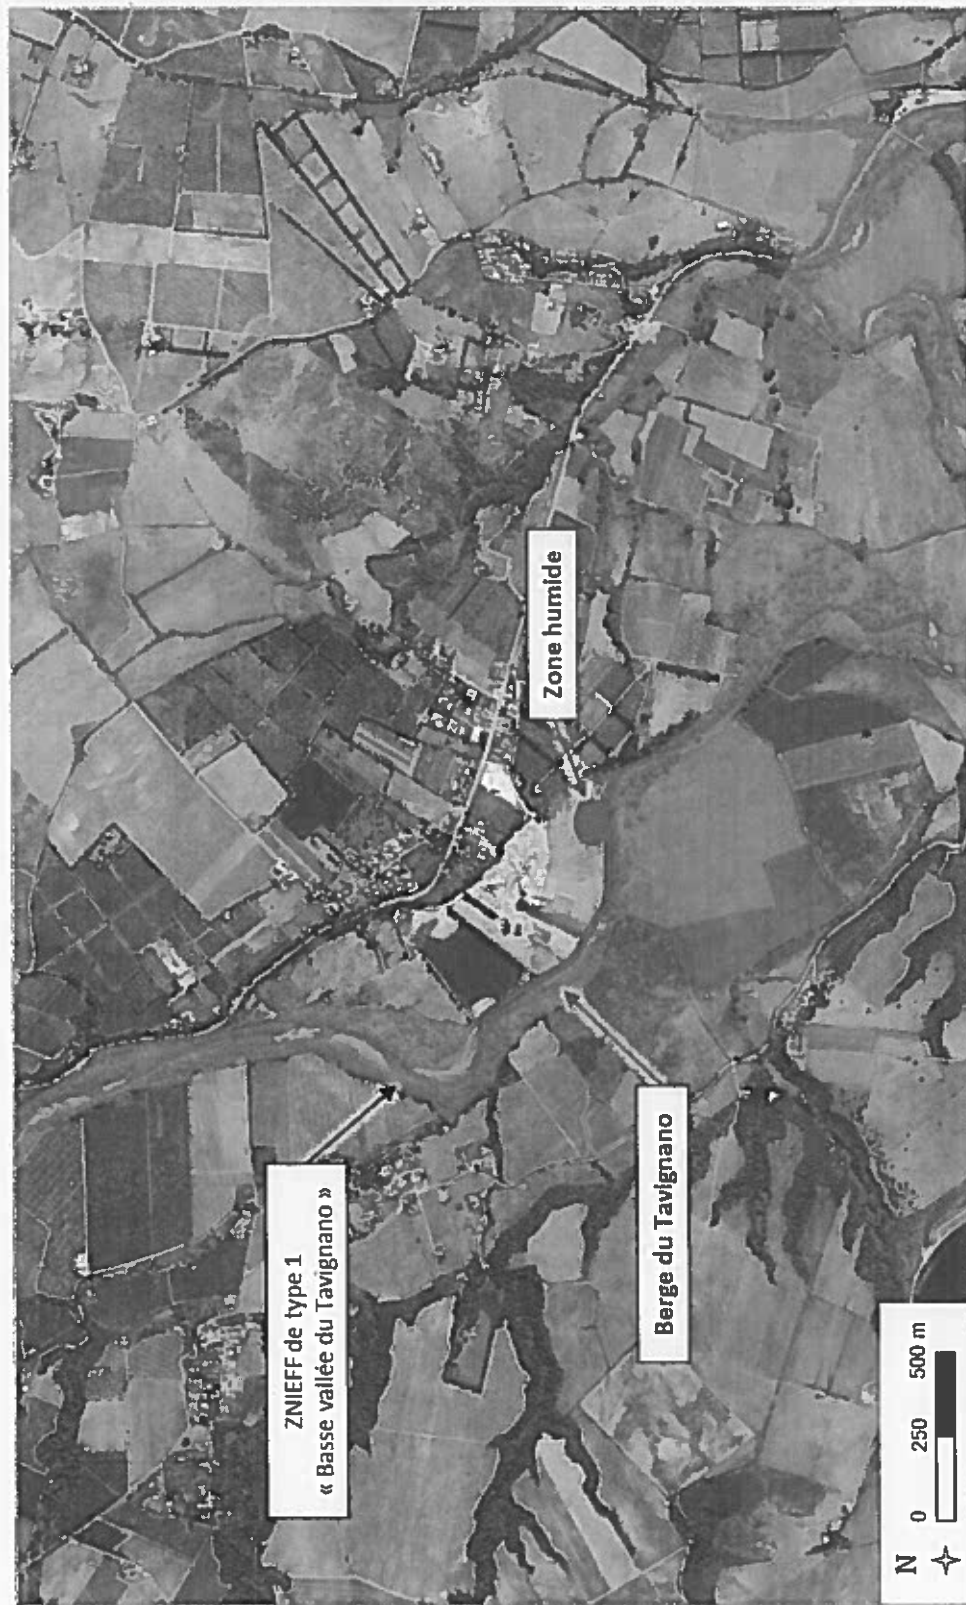 ZNIEFF de type 1
« Basse vallée du Tavignano »
Berge du Tavignano
Zone humide
N
0 250 500 m